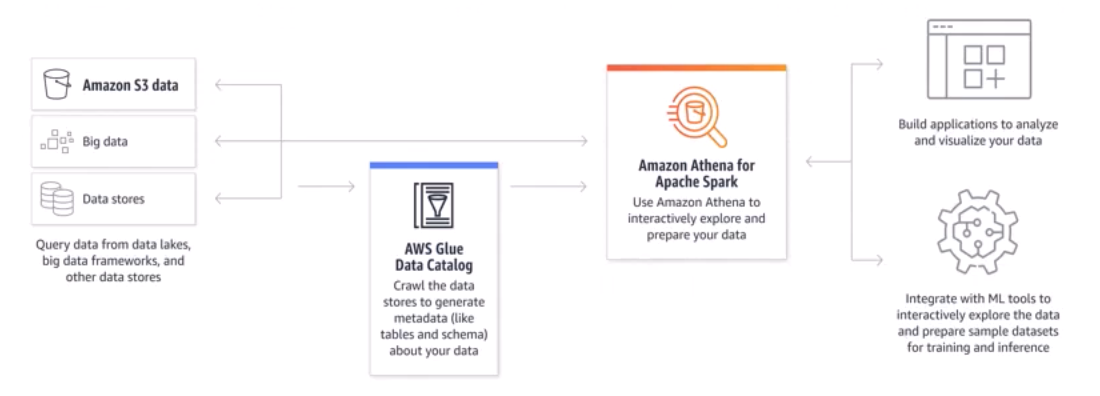 Amazon S3 data
Big data
Data stores
Query data from data lakes,
big data frameworks, and
other data stores
AWS Glue
Data Catalog
Crawl the data
stores to generate
metadata (like
tables and schema)
about your data
Amazon Athena for
Apache Spark
Use Amazon Athena to
interactively explore and
prepare your data
Build applications to analyze
and visualize your data
Integrate with ML tools to
interactively explore the data
and prepare sample datasets
for training and inference